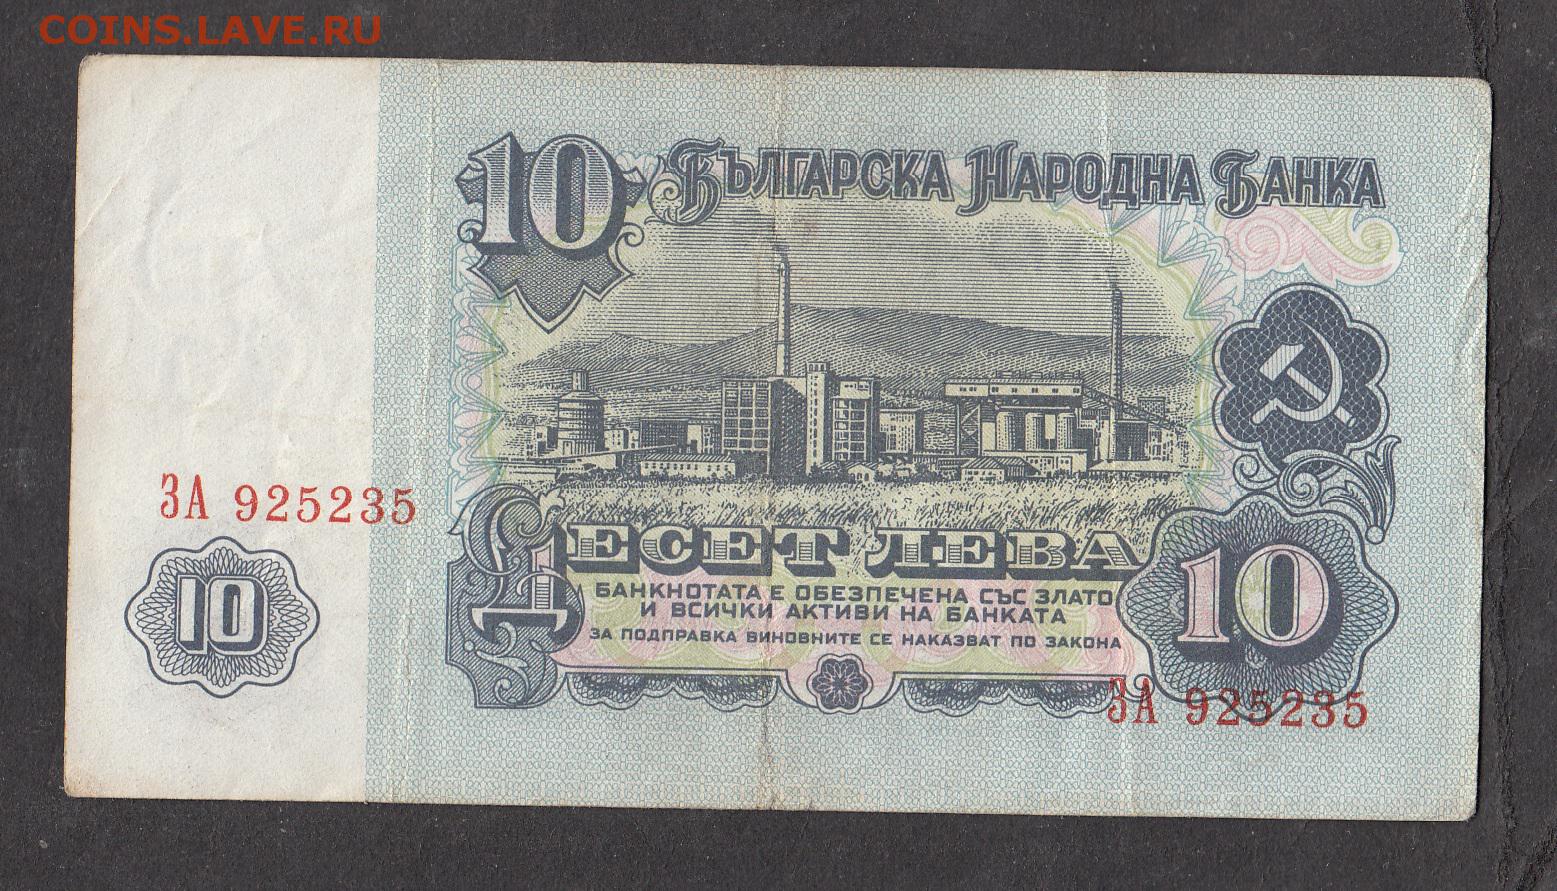 COINS.LAVE.RU
10
БЪЛГАРСКА НАРОДНА БАНКА
ЗА 925235
10
ДЕСЕТ ЛЕВА
БАНКНОТАТА Е ОБЕЗПЕЧЕНА СЪС ЗЛАТО
И ВСИЧКИ АКТИВИ НА БАНКАТА
ЗА ПОДПРАВКА ВИНОВНИТЕ СЕ НАКАЗВАТ ПО ЗАКОНА
10
ЗА 925235